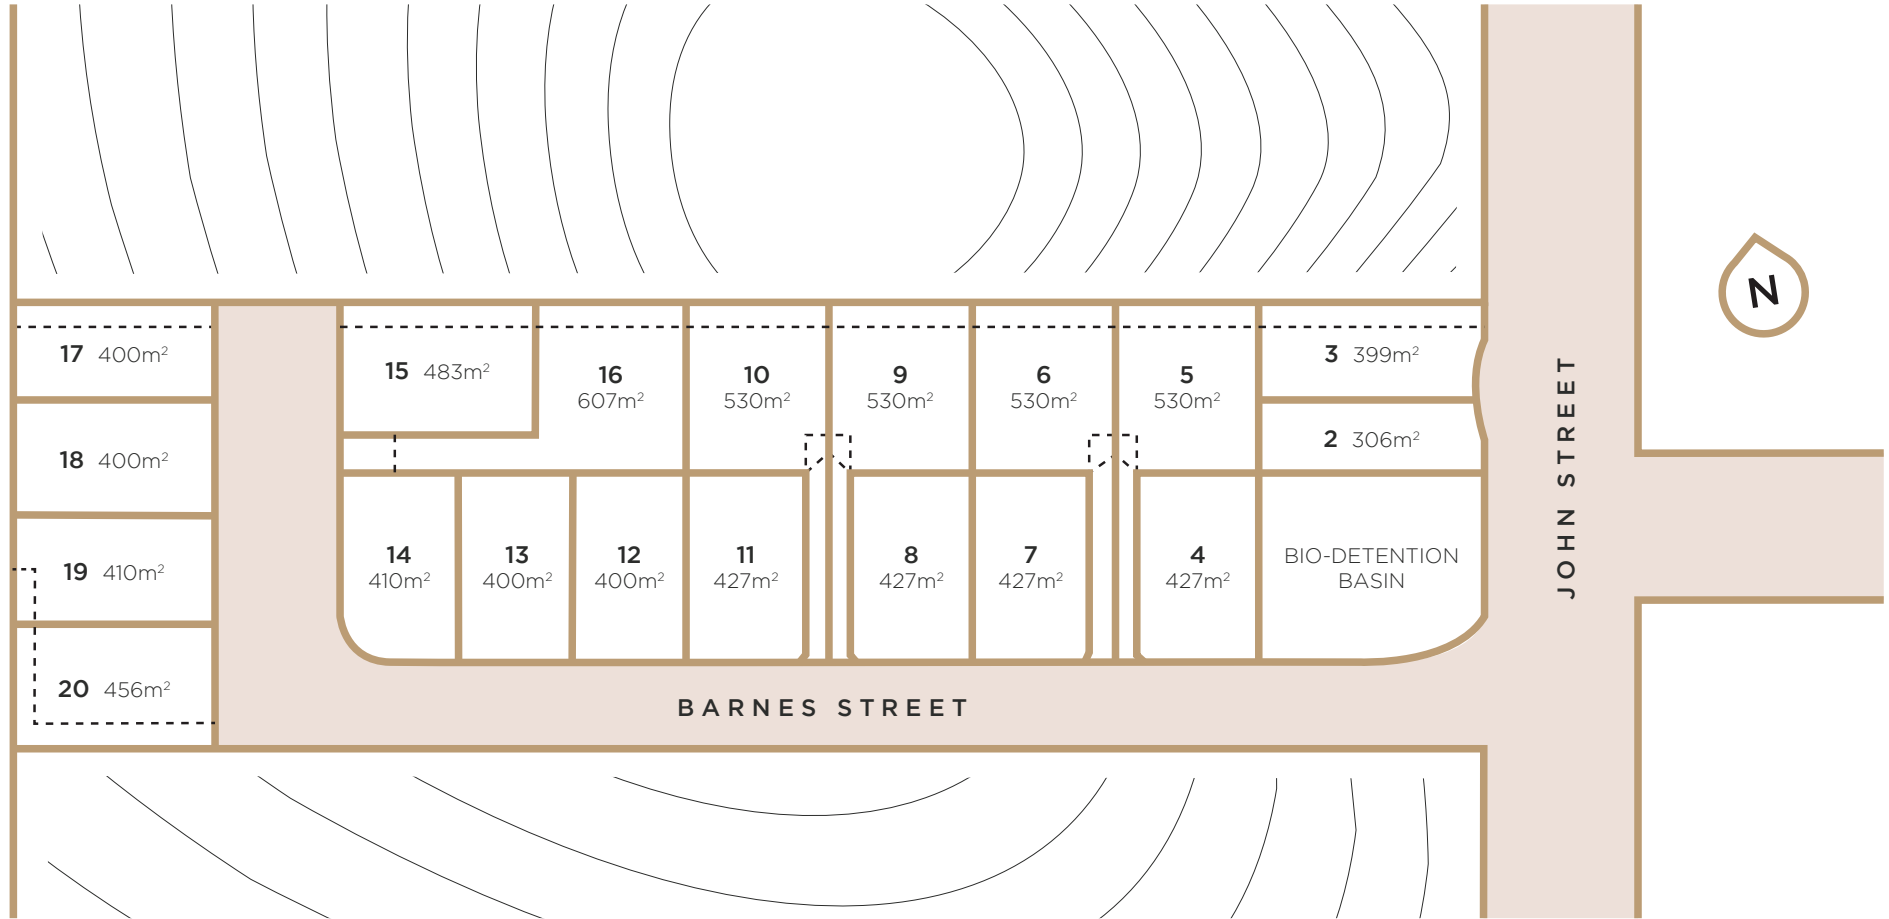 17 400m²
18 400m²
19 410m²
20 456m²
15 483m²
16
607m²
10
530m²
9
530m²
6
530m²
5
530m²
3 399m²
2 306m²
14
410m²
13
400m²
12
400m²
11
427m²
8
427m²
7
427m²
4
427m²
BIO-DETENTION
BASIN
BARNES STREET
JOHN STREET
N